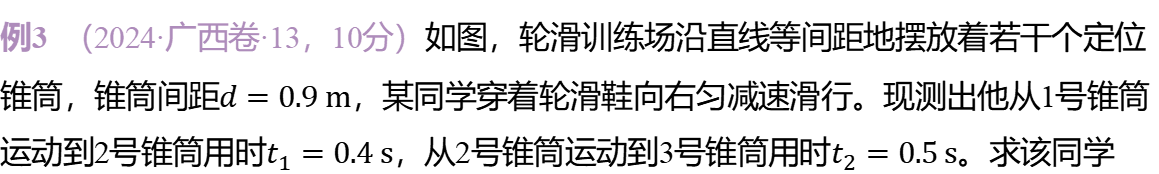 例3 （2024·广西卷·13，10分）如图，轮滑训练场沿直线等间距地摆放着若干个定位
锥筒，锥筒间距d = 0.9 m，某同学穿着轮滑鞋向右匀减速滑行。现测出他从1号锥筒
运动到2号锥筒用时t₁ = 0.4 s，从2号锥筒运动到3号锥筒用时t₂ = 0.5 s。求该同学